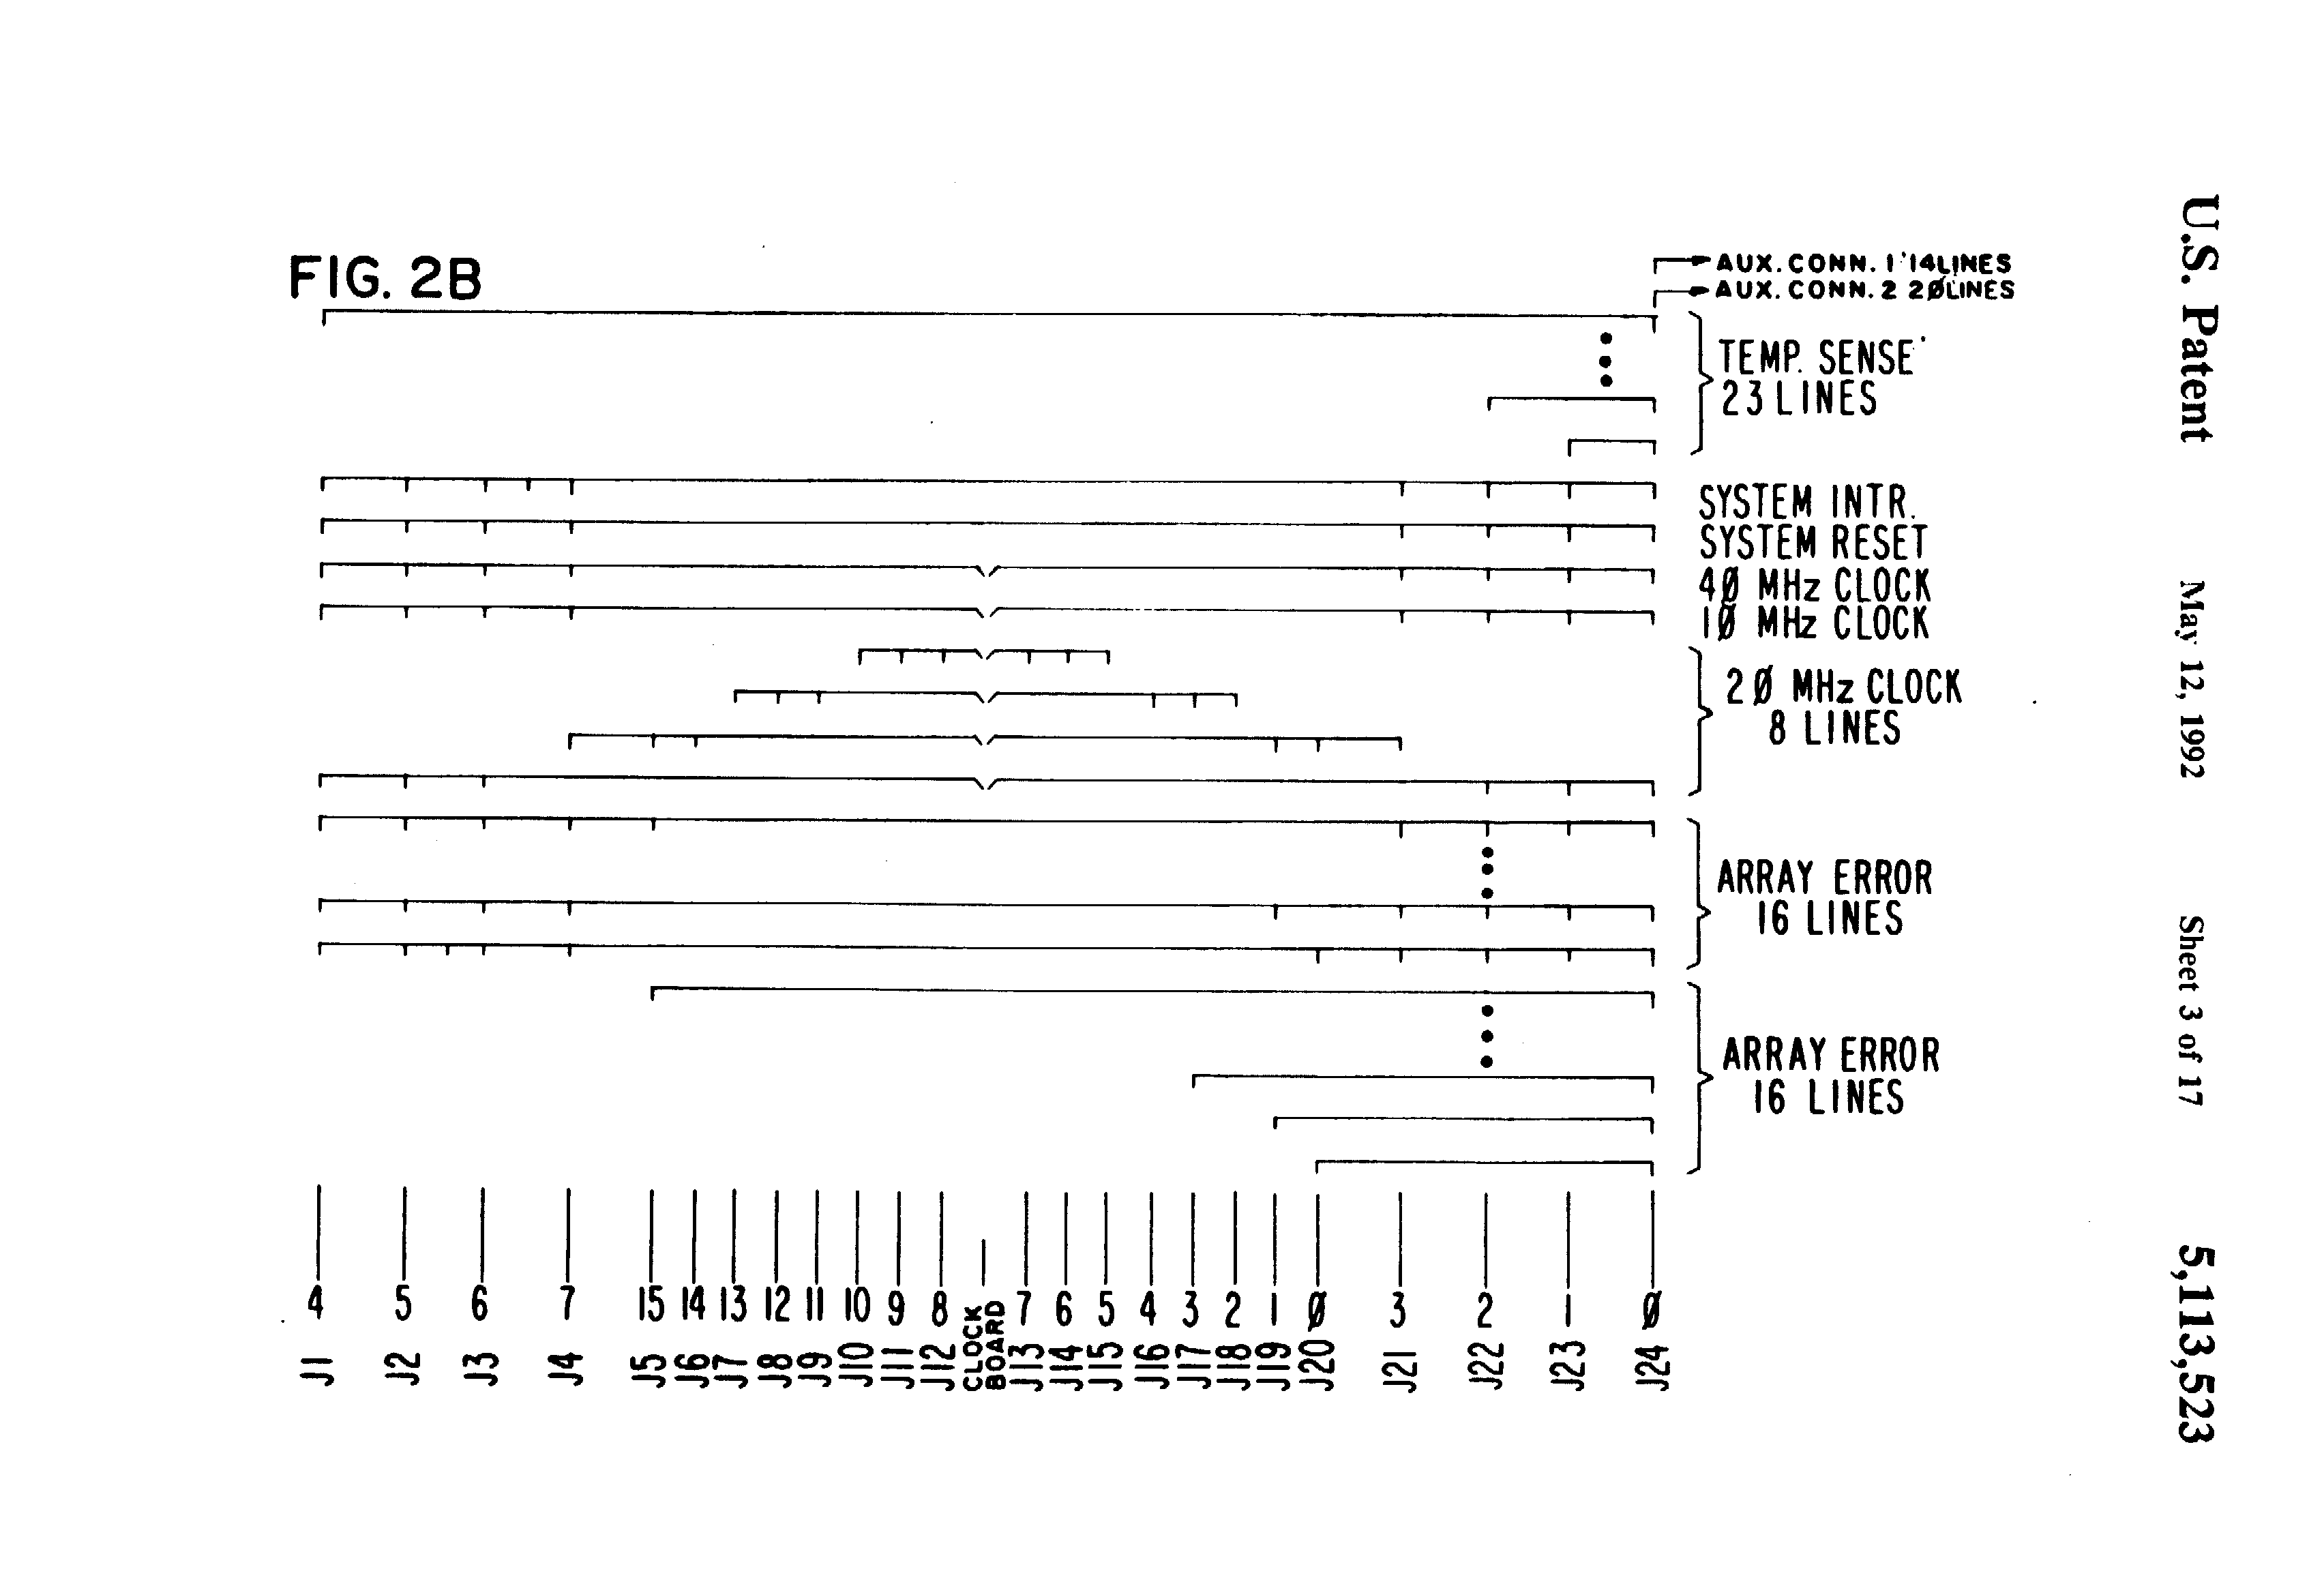 U.S. Patent May 12, 1992 Sheet 3 of 17 5,113,523
FIG. 2B
AUX. CONN. 1 14 LINES
AUX. CONN. 2 2Ø LINES
TEMP. SENSE
23 LINES
SYSTEM INTR.
SYSTEM RESET
4Ø MHz CLOCK
1Ø MHz CLOCK
2Ø MHz CLOCK
8 LINES
ARRAY ERROR
16 LINES
ARRAY ERROR
16 LINES
4 5 6 7 15 14 13 12 11 10 9 8 CLOCK BOARD 7 6 5 4 3 2 1 Ø 3 2 1 Ø
J1 J2 J3 J4 J5 J6 J7 J8 J9 J10 J11 J12 J13 J14 J15 J16 J17 J18 J19 J20 J21 J22 J23 J24